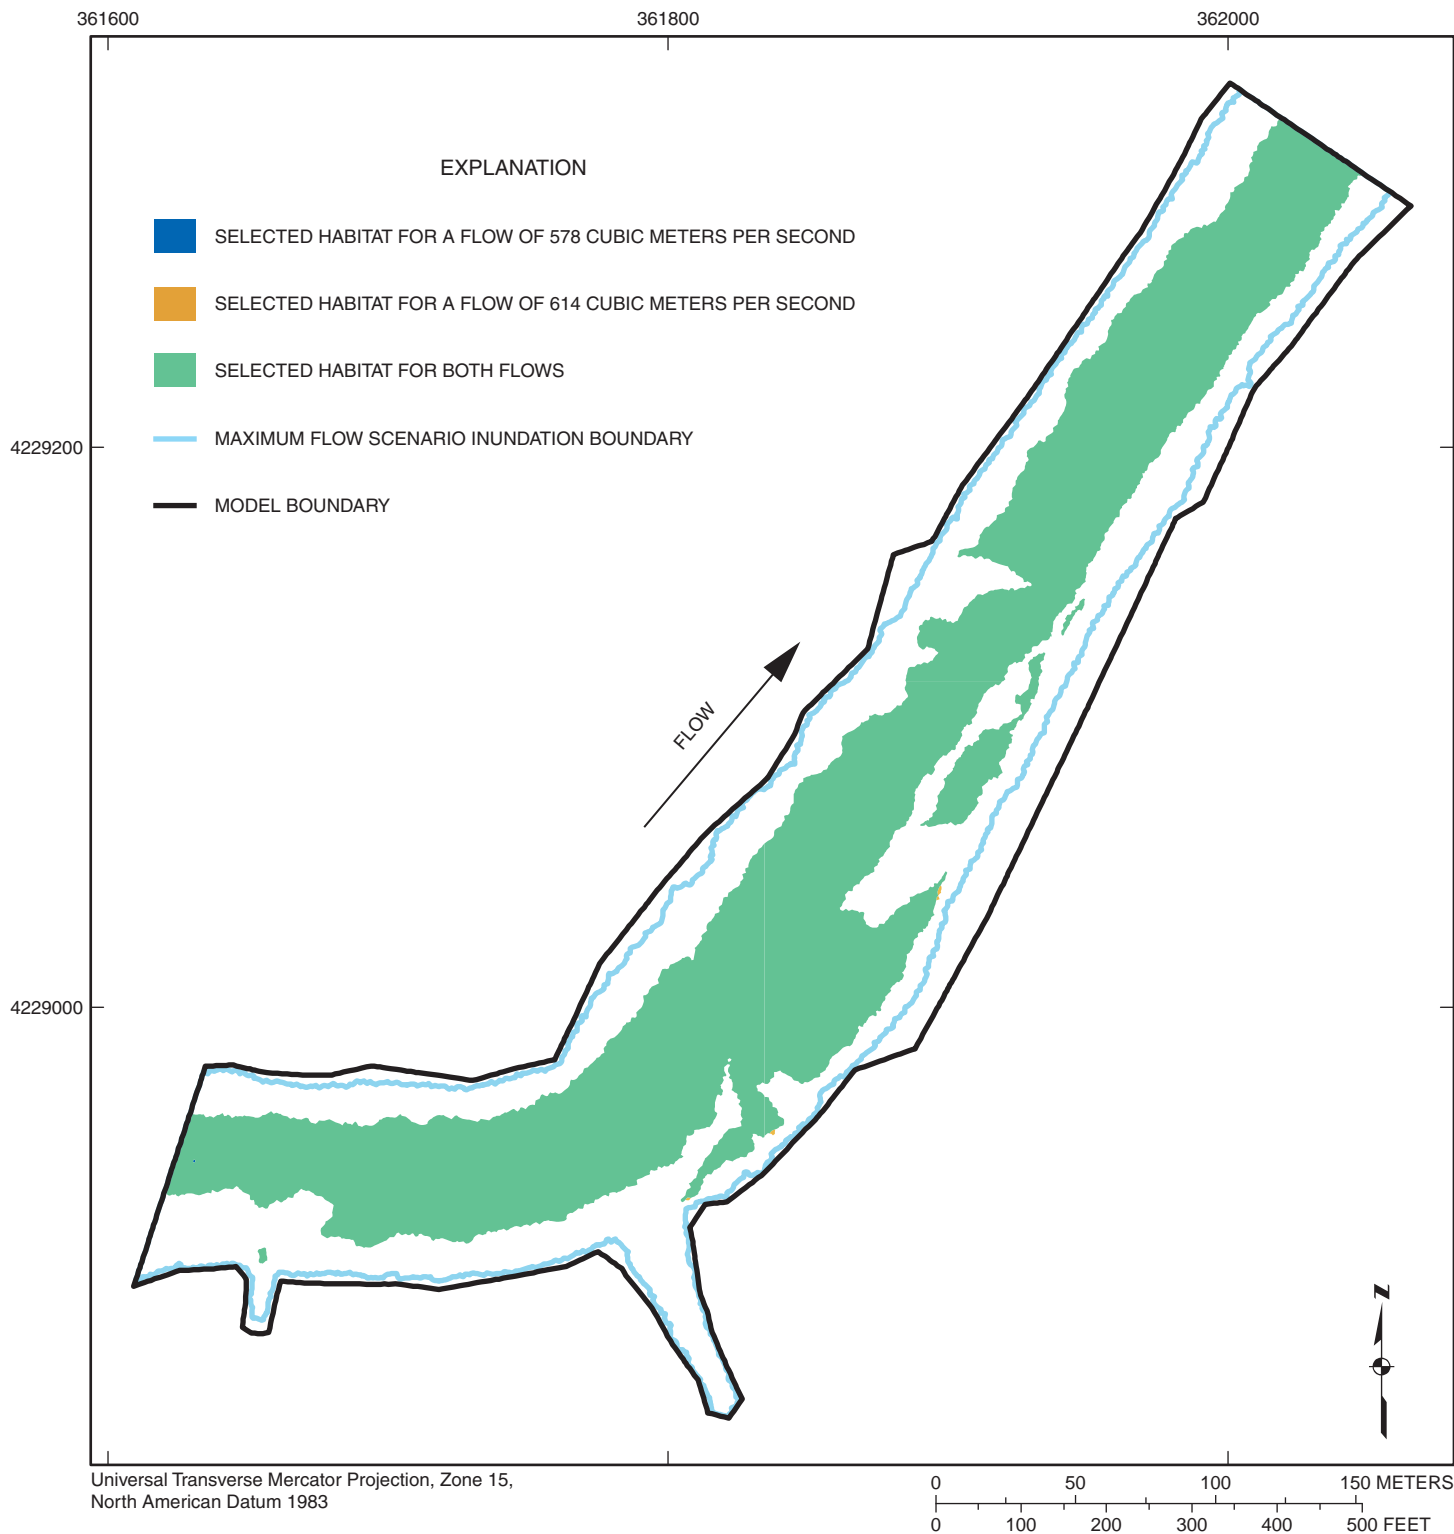 361600 361800 362000
EXPLANATION
SELECTED HABITAT FOR A FLOW OF 578 CUBIC METERS PER SECOND
SELECTED HABITAT FOR A FLOW OF 614 CUBIC METERS PER SECOND
SELECTED HABITAT FOR BOTH FLOWS
MAXIMUM FLOW SCENARIO INUNDATION BOUNDARY
MODEL BOUNDARY
4229200
FLOW
4229000
N
Universal Transverse Mercator Projection, Zone 15,
North American Datum 1983
0 50 100 150 METERS
0 100 200 300 400 500 FEET